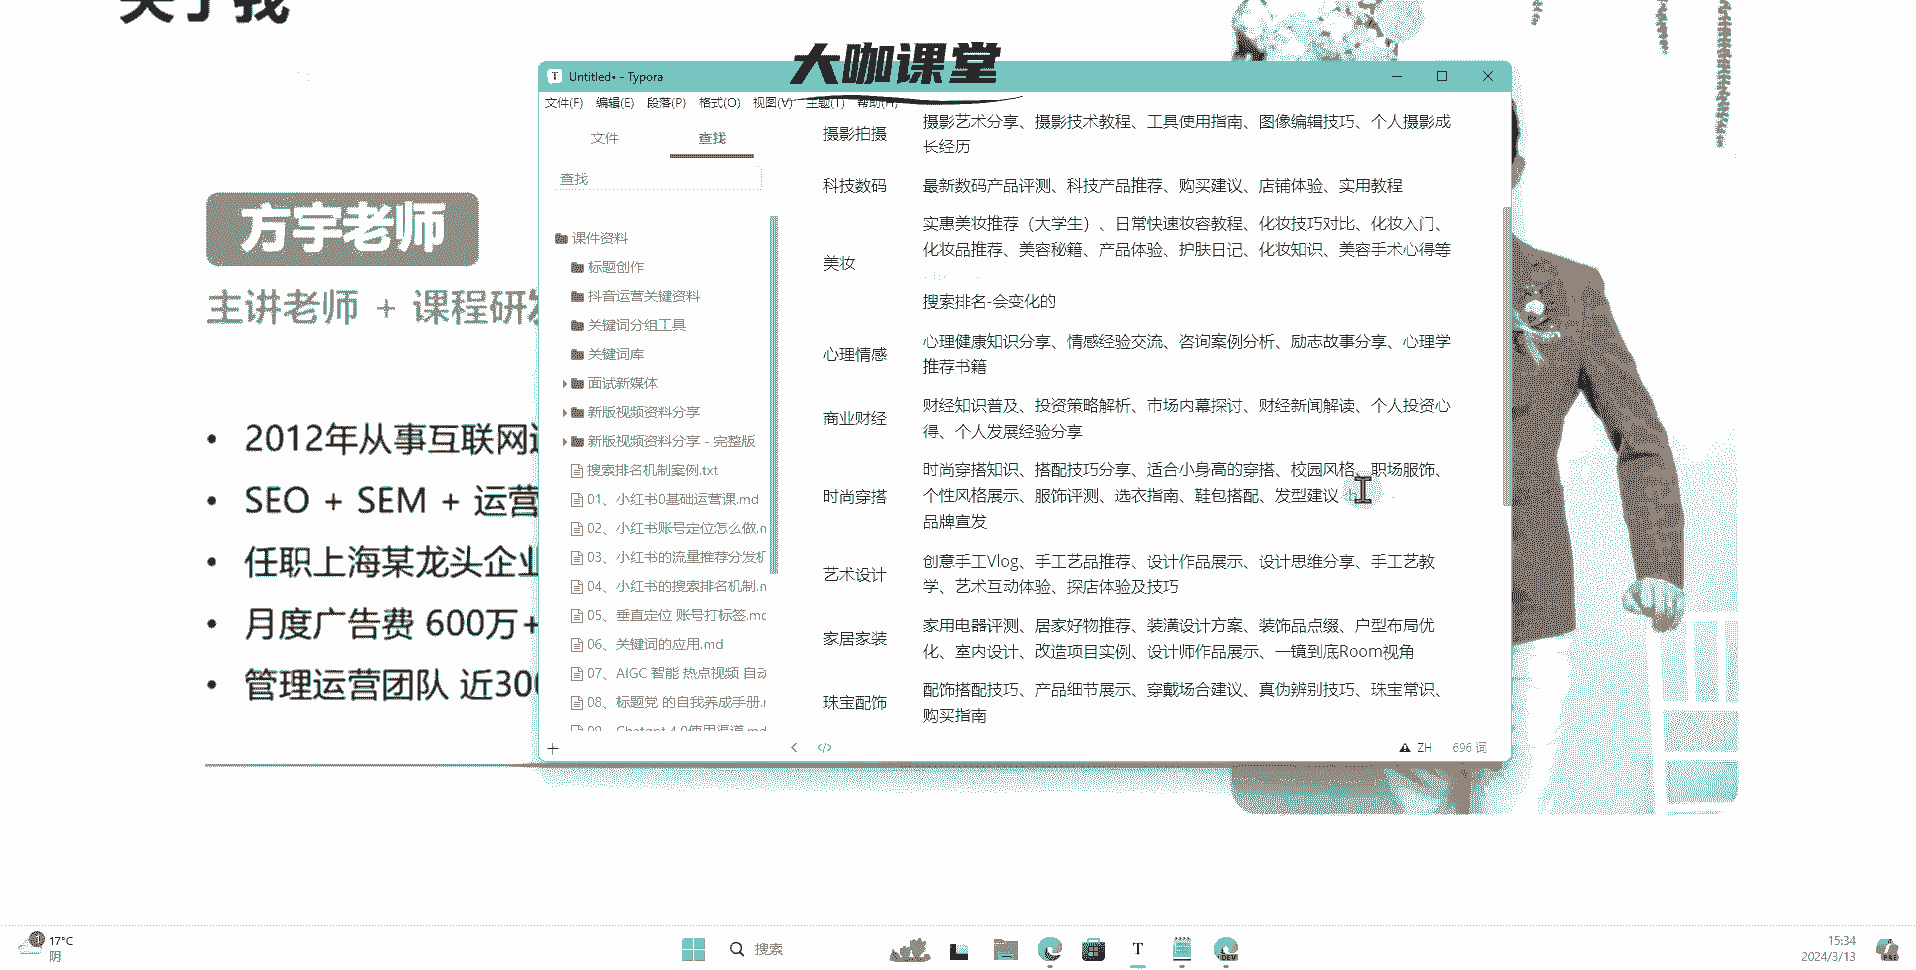 关于我
大咖课堂
Untitled• - Typora
文件(F) 编辑(E) 段落(P) 格式(O) 视图(V) 主题(T) 帮助(H)
文件 查找
查找
课件资料
标题创作
抖音运营关键资料
关键词分组工具
关键词库
面试新媒体
新版视频资料分享
新版视频资料分享 - 完整版
搜索排名机制案例.txt
01、小红书0基础运营课.md
02、小红书账号定位怎么做.
03、小红书的流量推荐分发机
04、小红书的搜索排名机制.
05、垂直定位 账号打标签.md
06、关键词的应用.md
07、AIGC 智能 热点视频 自动
08、标题党 的自我养成手册.
09、Chatgpt 4.0使用渠道.md
摄影拍摄
摄影艺术分享、摄影技术教程、工具使用指南、图像编辑技巧、个人摄影成
长经历
科技数码
最新数码产品评测、科技产品推荐、购买建议、店铺体验、实用教程
美妆
实惠美妆推荐（大学生）、日常快速妆容教程、化妆技巧对比、化妆入门、
化妆品推荐、美容秘籍、产品体验、护肤日记、化妆知识、美容手术心得等
搜索排名-会变化的
心理情感
心理健康知识分享、情感经验交流、咨询案例分析、励志故事分享、心理学
推荐书籍
商业财经
财经知识普及、投资策略解析、市场内幕探讨、财经新闻解读、个人投资心
得、个人发展经验分享
时尚穿搭
时尚穿搭知识、搭配技巧分享、适合小身高的穿搭、校园风格、职场服饰、
个性风格展示、服饰评测、选衣指南、鞋包搭配、发型建议
品牌宣发
艺术设计
创意手工Vlog、手工艺品推荐、设计作品展示、设计思维分享、手工艺教
学、艺术互动体验、探店体验及技巧
家居家装
家用电器评测、居家好物推荐、装潢设计方案、装饰品点缀、户型布局优
化、室内设计、改造项目实例、设计师作品展示、一镜到底Room视角
珠宝配饰
配饰搭配技巧、产品细节展示、穿戴场合建议、真伪辨别技巧、珠宝常识、
购买指南
ZH 696 词
方宇老师
主讲老师 + 课程研发
2012年从事互联网
SEO + SEM + 运营
任职上海某龙头企业
月度广告费 600万+
管理运营团队 近300
17°C
阴
搜索
15:34
2024/3/13